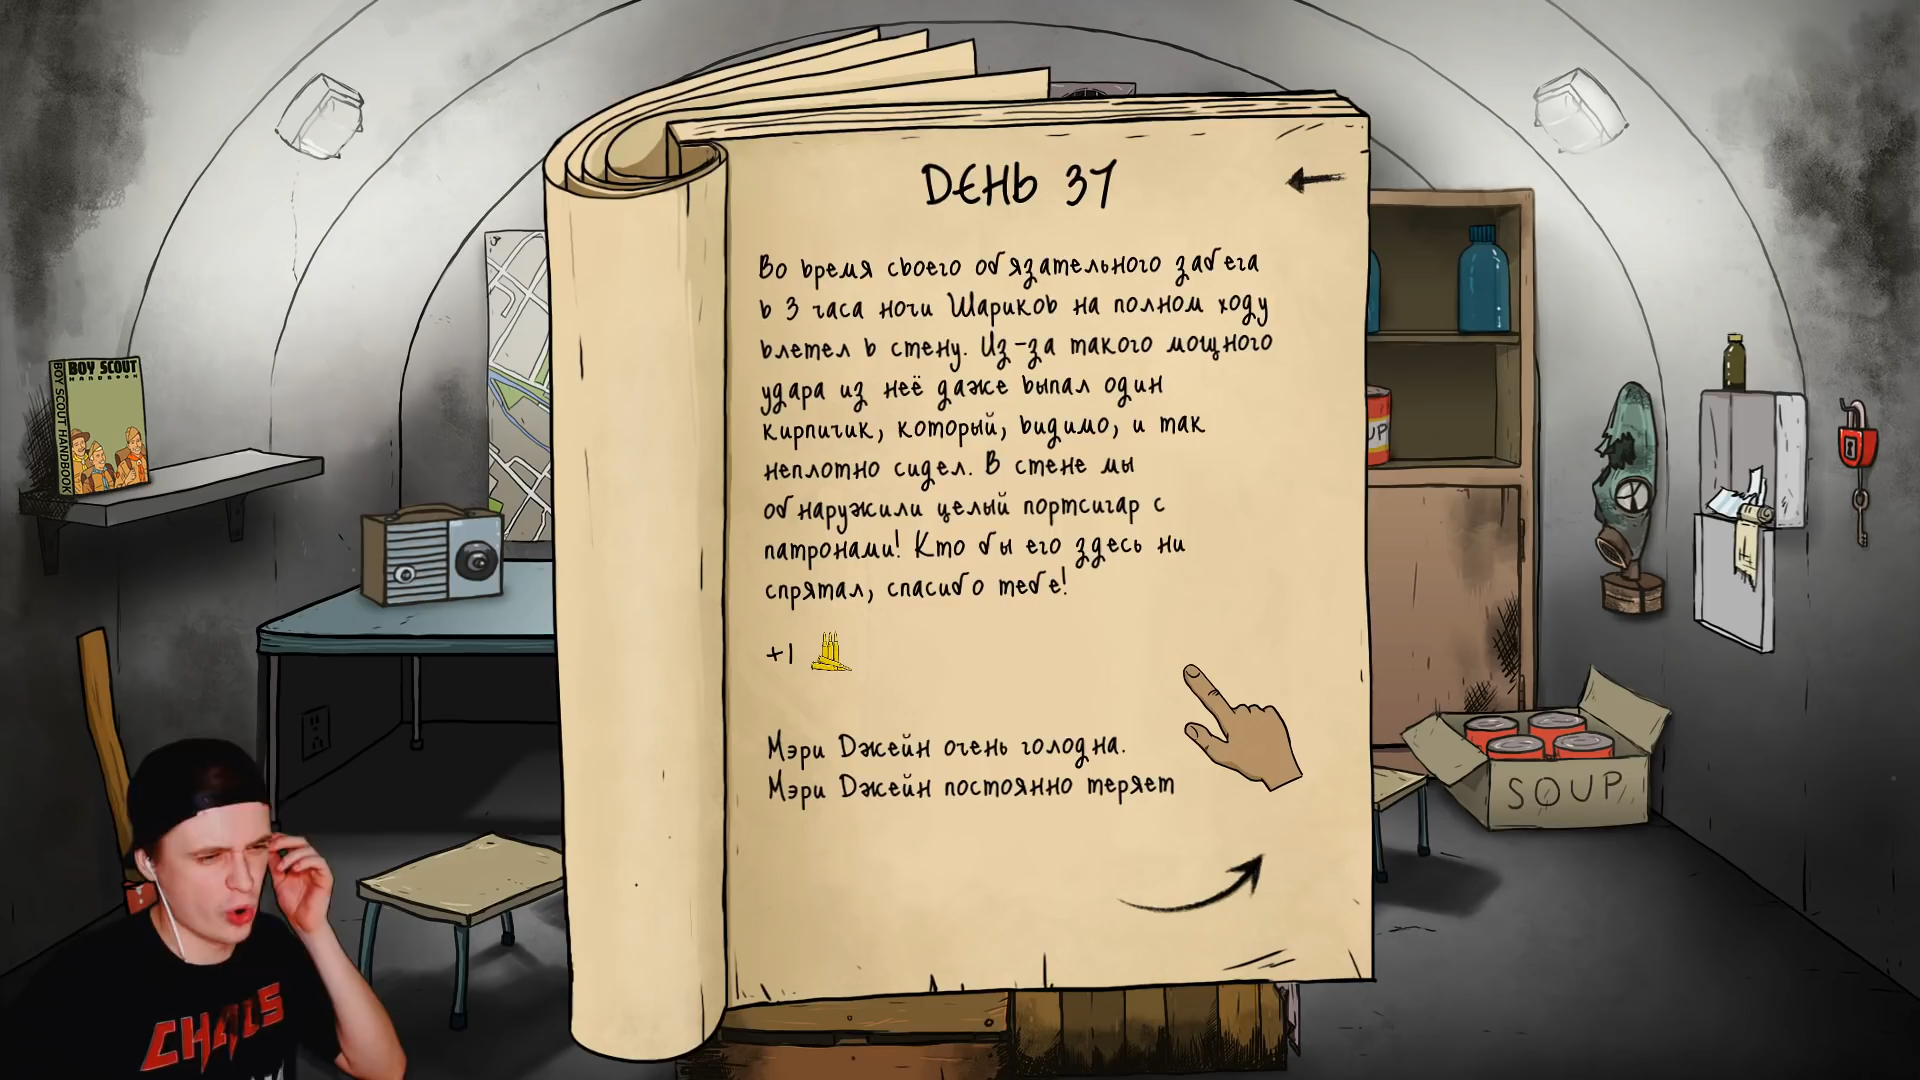 ДЕНЬ 37
Во время своего обязательного забега
в 3 часа ночи Шариков на полном ходу
влетел в стену. Из-за такого мощного
удара из неё даже выпал один
кирпичик, который, видимо, и так
неплотно сидел. В стене мы
обнаружили целый портсигар с
патронами! Кто бы его здесь ни
спрятал, спасибо тебе!
+1
Мэри Джейн очень голодна.
Мэри Джейн постоянно теряет
BOY SCOUT
HANDBOOK
BOY SCOUT HANDBOOK
UP
SOUP
CHAOS